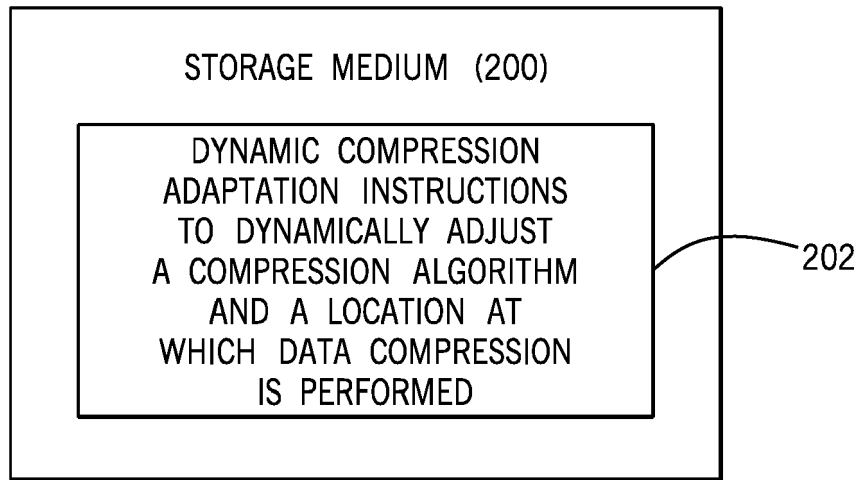 STORAGE MEDIUM (200)
DYNAMIC COMPRESSION
ADAPTATION INSTRUCTIONS
TO DYNAMICALLY ADJUST
A COMPRESSION ALGORITHM
AND A LOCATION AT
WHICH DATA COMPRESSION
IS PERFORMED
202